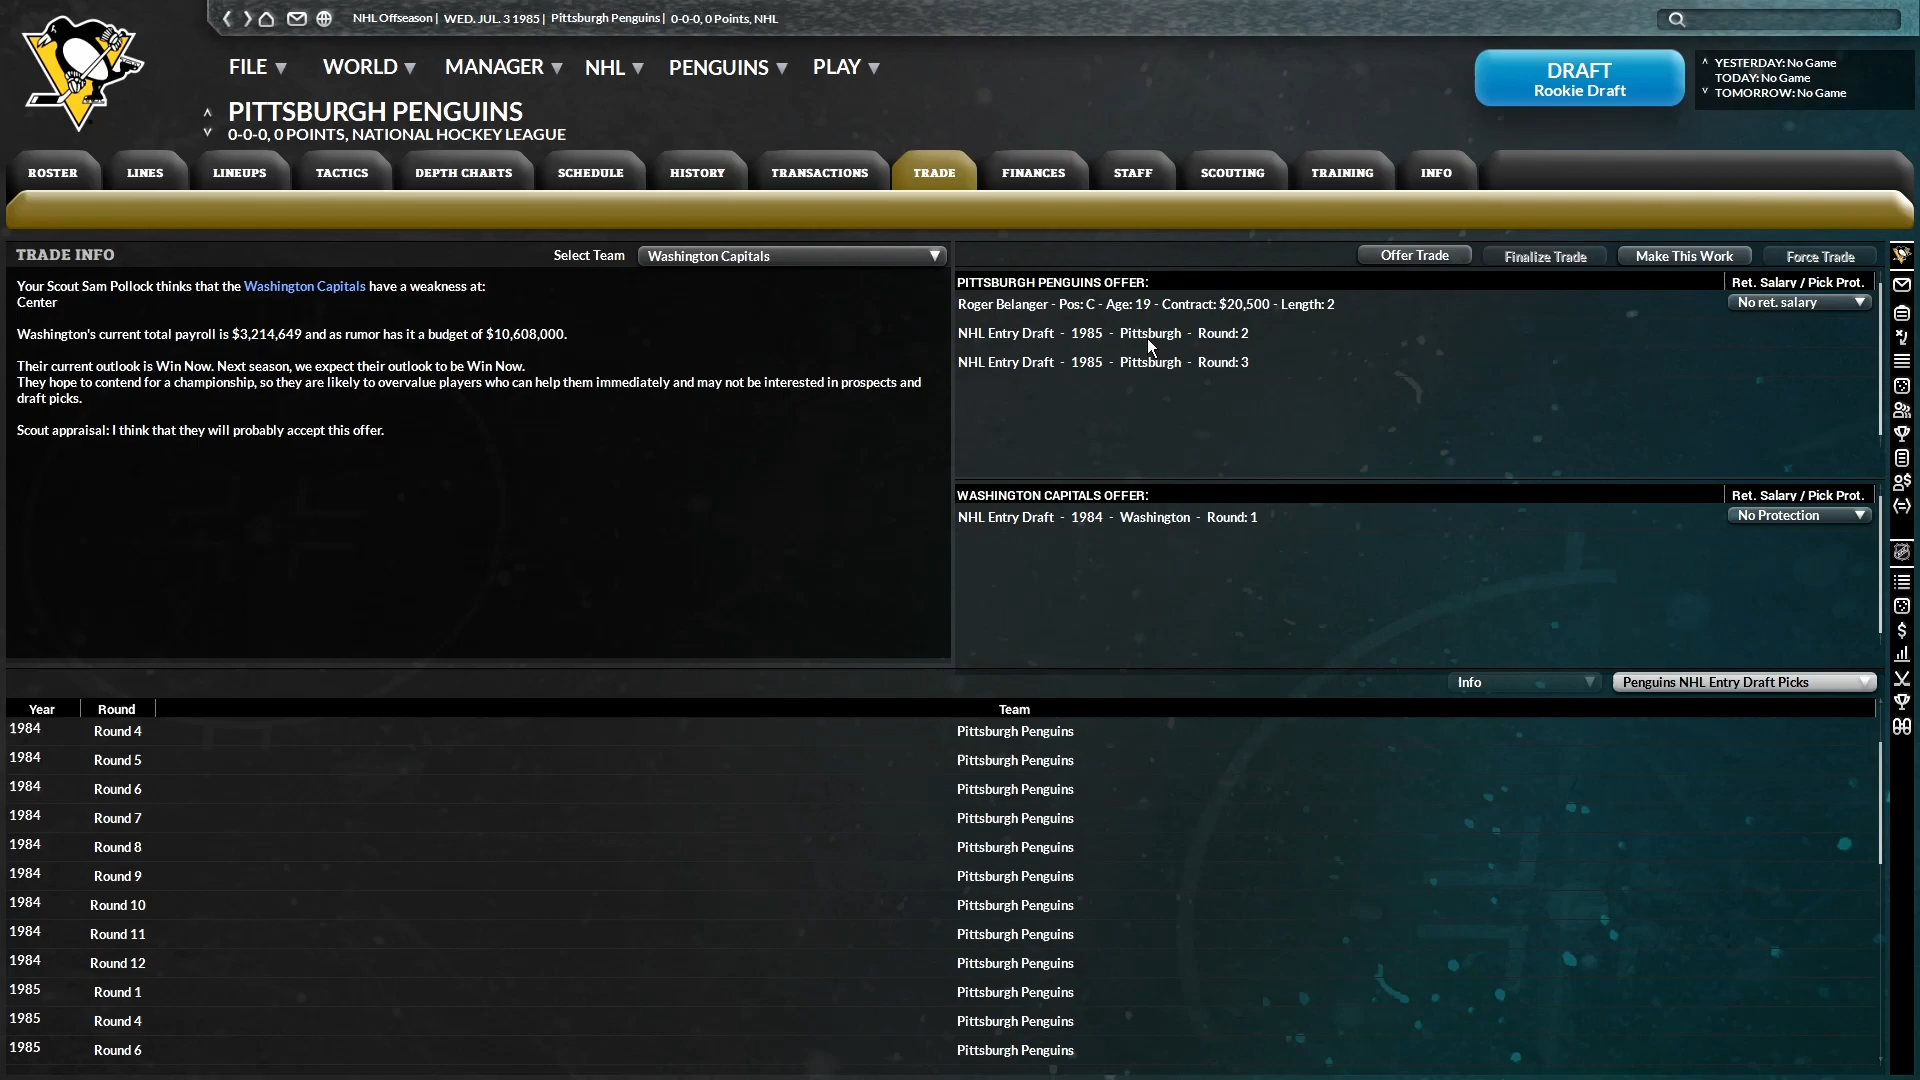 NHL Offseason | WED. JUL. 3 1985 | Pittsburgh Penguins | 0-0-0, 0 Points, NHL
FILE
WORLD
MANAGER
NHL
PENGUINS
PLAY
DRAFT
Rookie Draft
YESTERDAY: No Game
TODAY: No Game
TOMORROW: No Game
PITTSBURGH PENGUINS
0-0-0, 0 POINTS, NATIONAL HOCKEY LEAGUE
ROSTER
LINES
LINEUPS
TACTICS
DEPTH CHARTS
SCHEDULE
HISTORY
TRANSACTIONS
TRADE
FINANCES
STAFF
SCOUTING
TRAINING
INFO
TRADE INFO
Select Team
Washington Capitals
Your Scout Sam Pollock thinks that the Washington Capitals have a weakness at:
Center
Washington's current total payroll is $3,214,649 and as rumor has it a budget of $10,608,000.
Their current outlook is Win Now. Next season, we expect their outlook to be Win Now.
They hope to contend for a championship, so they are likely to overvalue players who can help them immediately and may not be interested in prospects and
draft picks.
Scout appraisal: I think that they will probably accept this offer.
Offer Trade
Finalize Trade
Make This Work
Force Trade
PITTSBURGH PENGUINS OFFER:
Ret. Salary / Pick Prot.
Roger Belanger - Pos: C - Age: 19 - Contract: $20,500 - Length: 2
No ret. salary
NHL Entry Draft - 1985 - Pittsburgh - Round: 2
NHL Entry Draft - 1985 - Pittsburgh - Round: 3
WASHINGTON CAPITALS OFFER:
Ret. Salary / Pick Prot.
NHL Entry Draft - 1984 - Washington - Round: 1
No Protection
Info
Penguins NHL Entry Draft Picks
Year Round Team
1984 Round 4 Pittsburgh Penguins
1984 Round 5 Pittsburgh Penguins
1984 Round 6 Pittsburgh Penguins
1984 Round 7 Pittsburgh Penguins
1984 Round 8 Pittsburgh Penguins
1984 Round 9 Pittsburgh Penguins
1984 Round 10 Pittsburgh Penguins
1984 Round 11 Pittsburgh Penguins
1984 Round 12 Pittsburgh Penguins
1985 Round 1 Pittsburgh Penguins
1985 Round 4 Pittsburgh Penguins
1985 Round 6 Pittsburgh Penguins